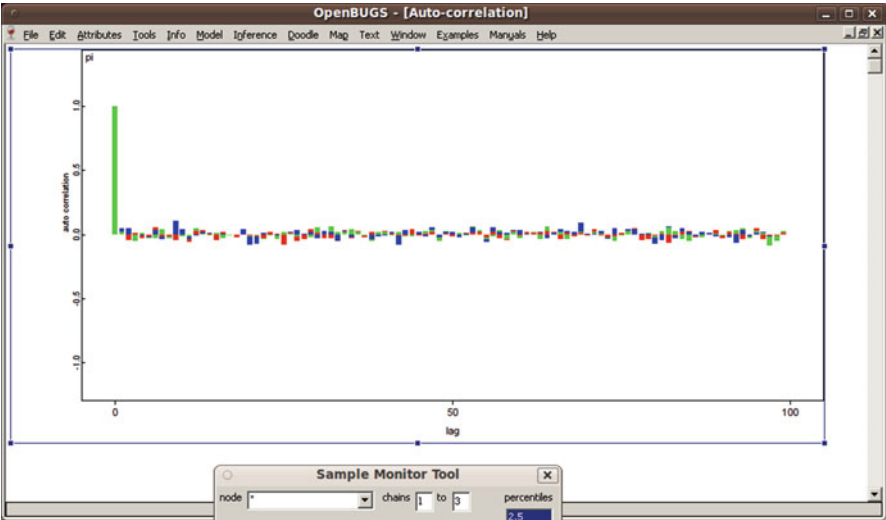 OpenBUGS - [Auto-correlation]
File Edit Attributes Tools Info Model Inference Doodle Map Text Window Examples Manuals Help
pi
1.0
0.5
0.0
-0.5
-1.0
auto correlation
0 50 100
lag
Sample Monitor Tool
node * chains 1 to 3 percentiles
2.5